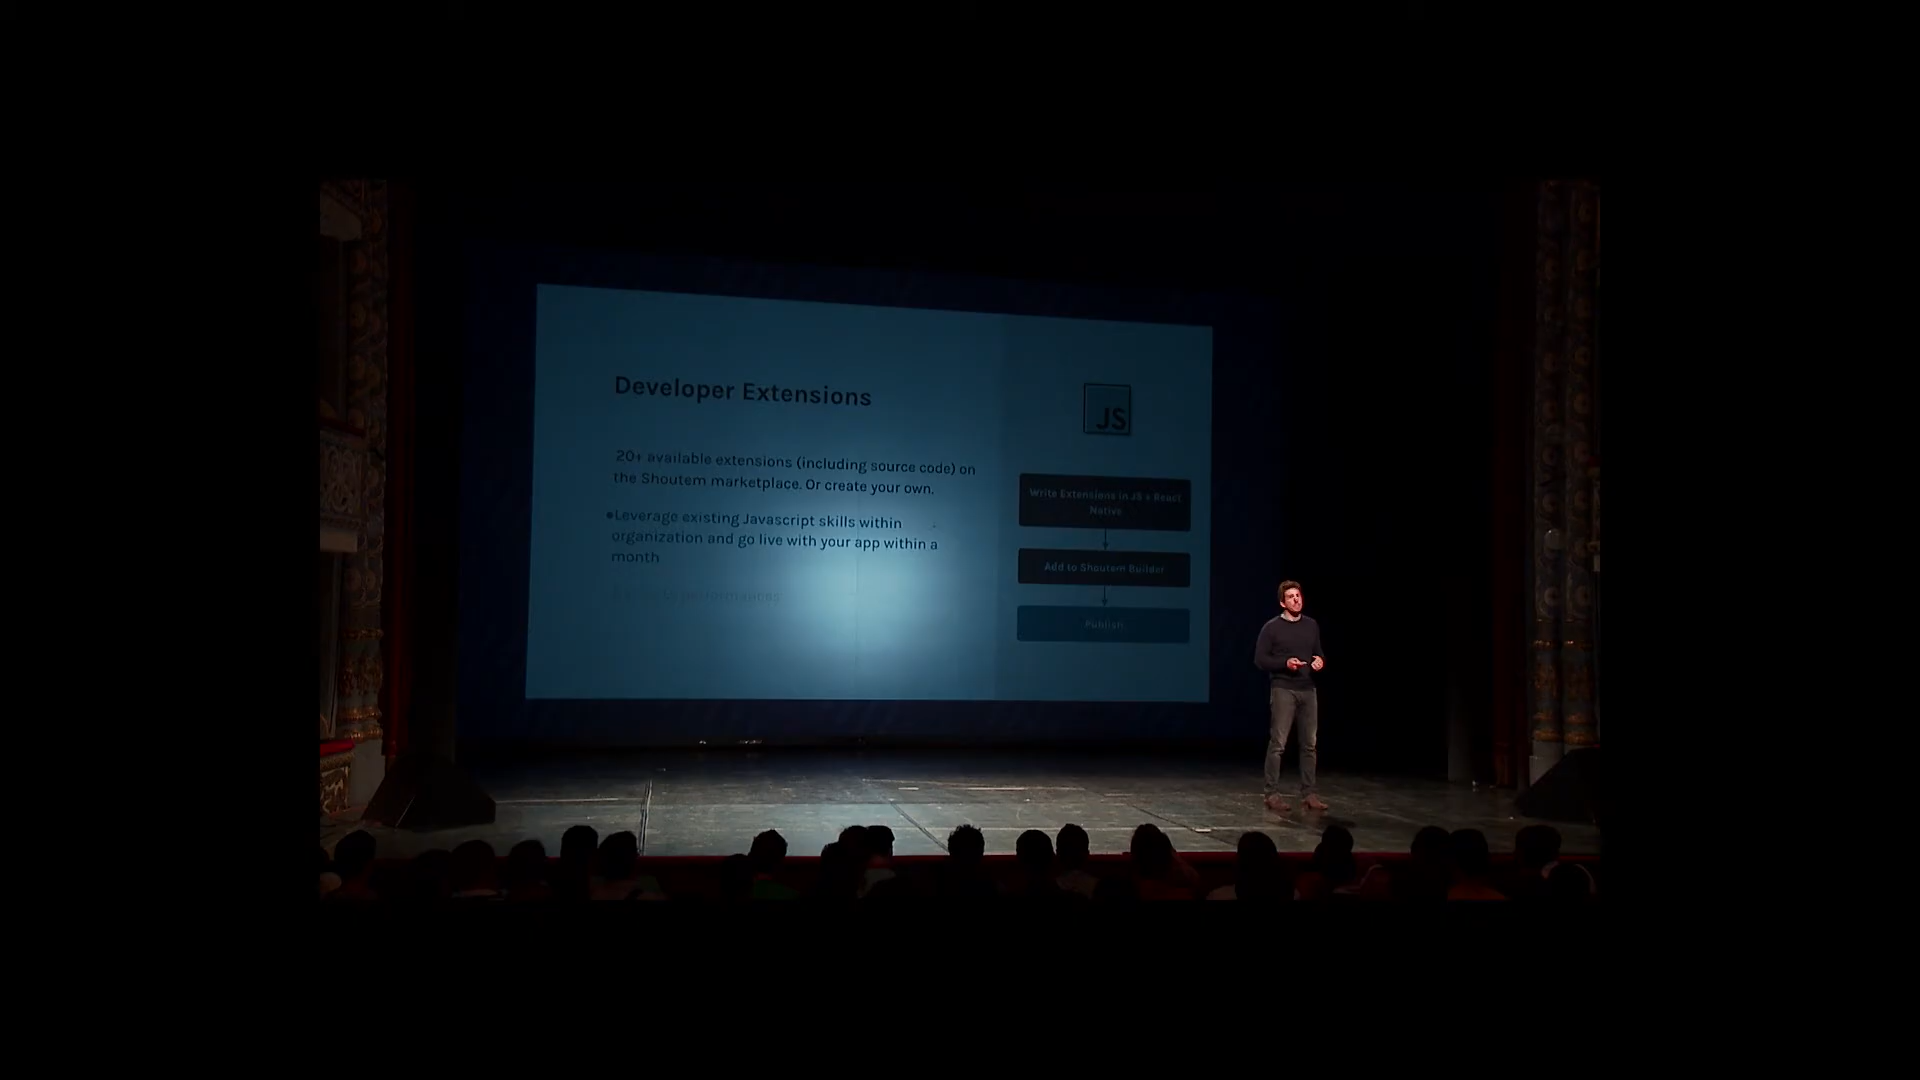 Developer Extensions
20+ available extensions (including source code) on
the Shoutem marketplace. Or create your own.
•Leverage existing Javascript skills within
organization and go live with your app within a
month
performances
JS
Write Extensions in JS & React
Native
Add to Shoutem Builder
Publish